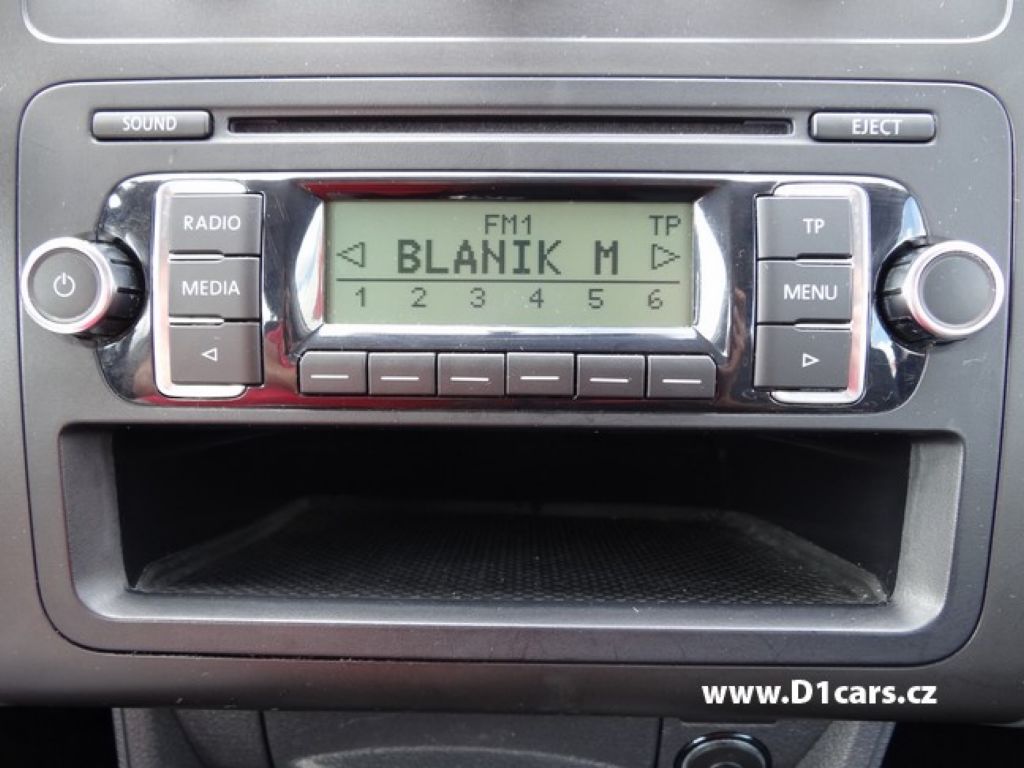 SOUND
EJECT
RADIO
MEDIA
FM1 TP
BLANIK M
1 2 3 4 5 6
TP
MENU
www.D1cars.cz